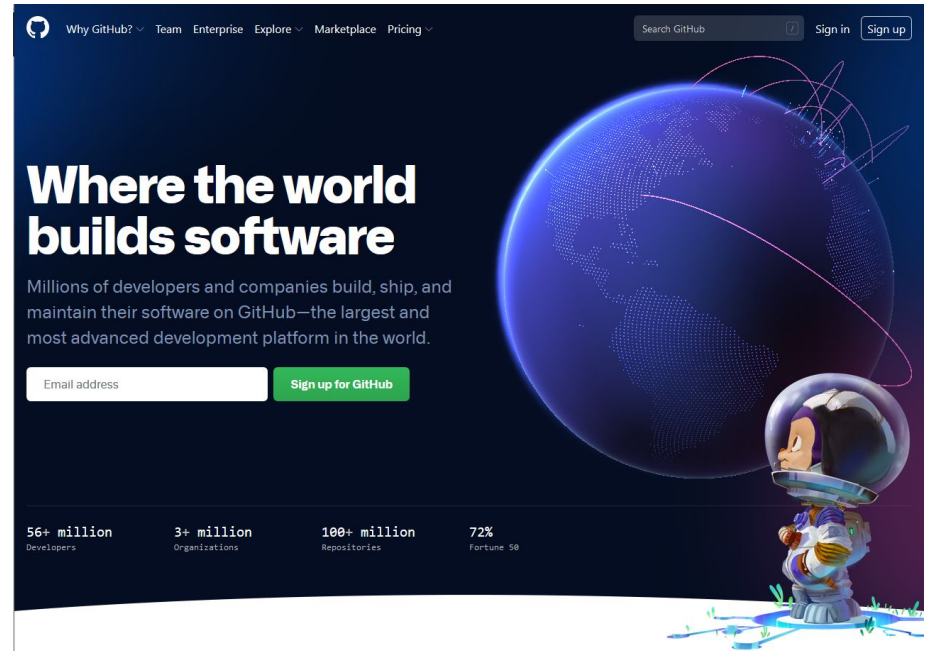 Why GitHub? Team Enterprise Explore Marketplace Pricing Search GitHub / Sign in Sign up
Where the world
builds software
Millions of developers and companies build, ship, and
maintain their software on GitHub—the largest and
most advanced development platform in the world.
Email address Sign up for GitHub
56+ million 3+ million 100+ million 72%
Developers Organizations Repositories Fortune 50